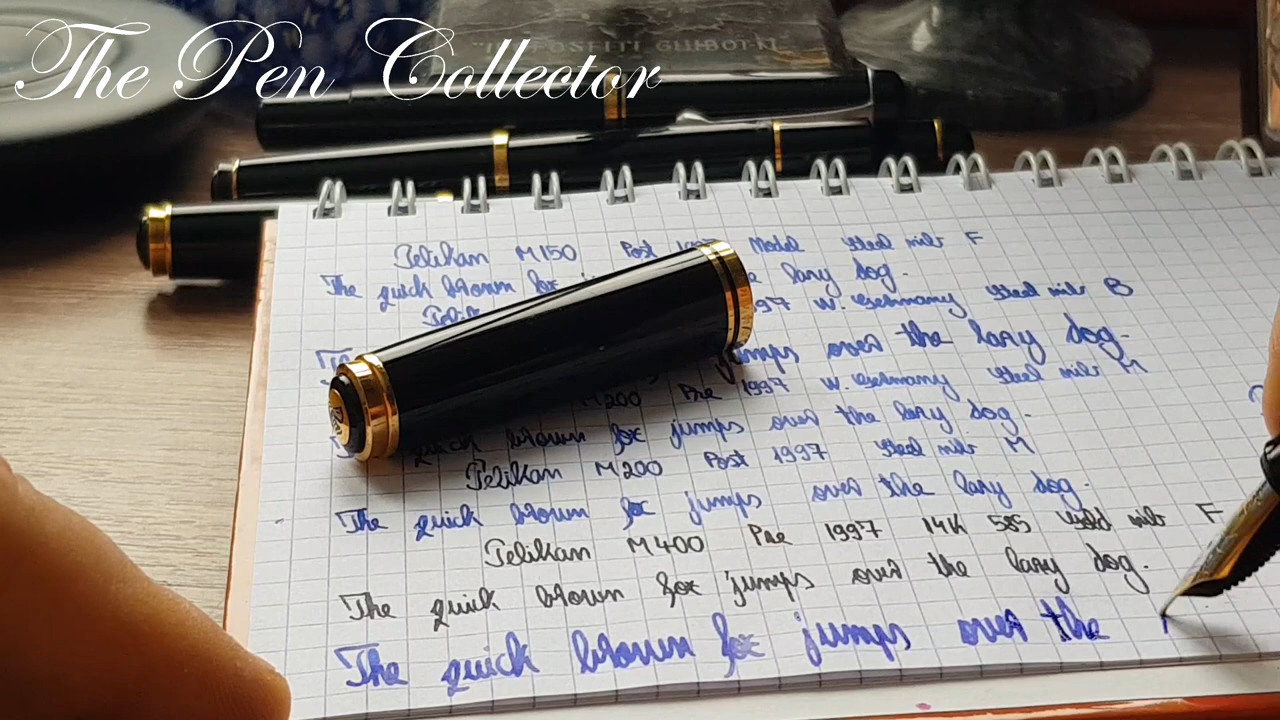 The Pen Collector
Pelikan M150 Post 1997 Model Steel nib F
The quick brown fox lazy dog.
Pelik 1997 W. Germany Steel nib B
The jumps over the lazy dog.
M200 Pre 1997 W. Germany Steel nib M
quick brown fox jumps over the lazy dog.
Pelikan M200 Post 1997 Steel nib M
The quick brown fox jumps over the lazy dog.
Pelikan M400 Pre 1997 14K 585 Gold nib F
The quick brown fox jumps over the lazy dog.
The quick brown fox jumps over the